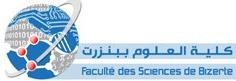 كلية العلوم ببنزرت
Faculté des Sciences de Bizerte